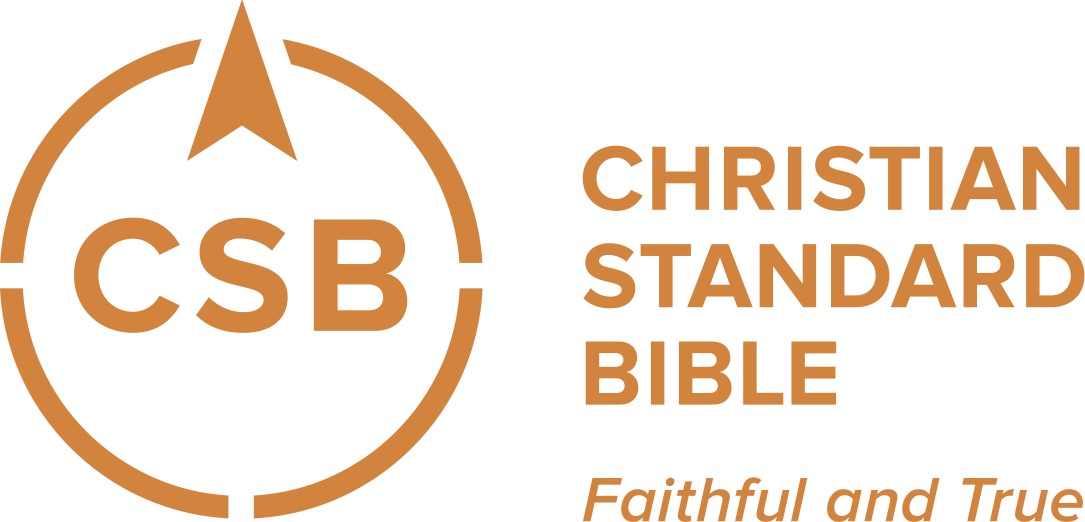 CSB
CHRISTIAN
STANDARD
BIBLE
Faithful and True